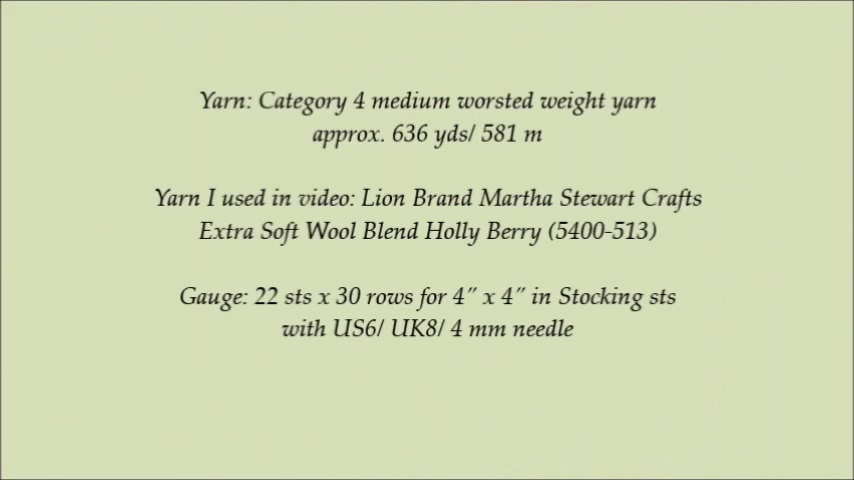 Yarn: Category 4 medium worsted weight yarn
approx. 636 yds/ 581 m
Yarn I used in video: Lion Brand Martha Stewart Crafts
Extra Soft Wool Blend Holly Berry (5400-513)
Gauge: 22 sts x 30 rows for 4″ x 4″ in Stocking sts
with US6/ UK8/ 4 mm needle